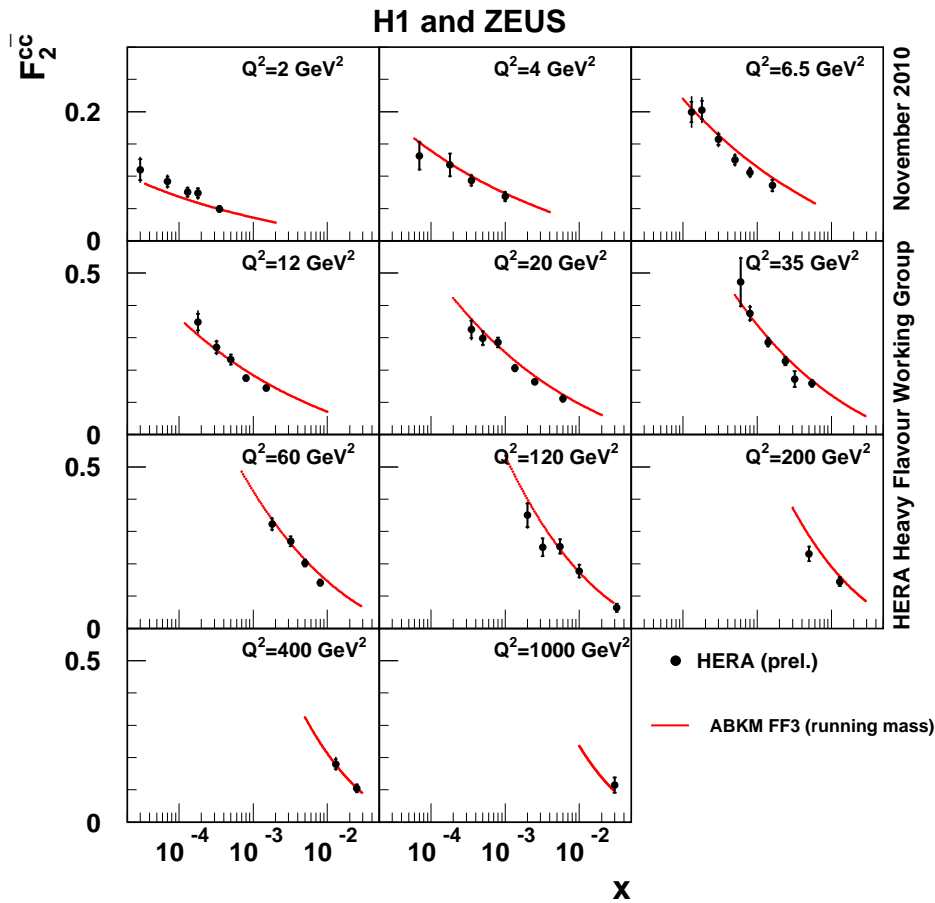 H1 and ZEUS
F₂^cc̄
Q²=2 GeV²
Q²=4 GeV²
Q²=6.5 GeV²
0.2
0
Q²=12 GeV²
Q²=20 GeV²
Q²=35 GeV²
0.5
0
Q²=60 GeV²
Q²=120 GeV²
Q²=200 GeV²
0.5
0
Q²=400 GeV²
Q²=1000 GeV²
0.5
0
10⁻⁴ 10⁻³ 10⁻²
10⁻⁴ 10⁻³ 10⁻²
x
HERA (prel.)
ABKM FF3 (running mass)
HERA Heavy Flavour Working Group November 2010